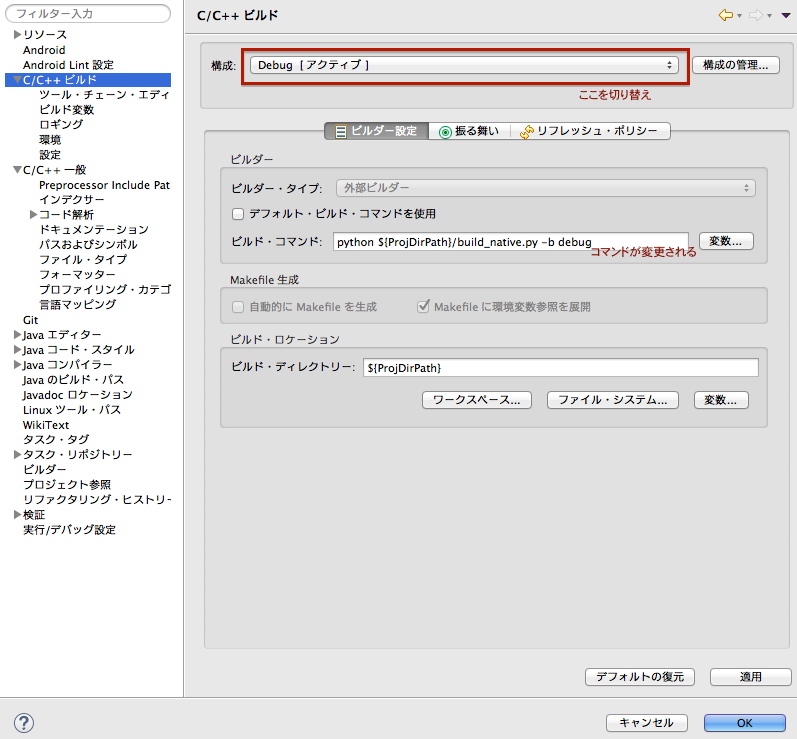 フィルター入力
リソース
Android
Android Lint 設定
C/C++ ビルド
ツール・チェーン・エディ
ビルド変数
ロギング
環境
設定
C/C++ 一般
Preprocessor Include Pat
インデクサー
コード解析
ドキュメンテーション
パスおよびシンボル
ファイル・タイプ
フォーマッター
プロファイリング・カテゴ
言語マッピング
Git
Java エディター
Java コード・スタイル
Java コンパイラー
Java のビルド・パス
Javadoc ロケーション
Linux ツール・パス
WikiText
タスク・タグ
タスク・リポジトリー
ビルダー
プロジェクト参照
リファクタリング・ヒストリー
検証
実行/デバッグ設定
C/C++ ビルド
構成: Debug [ アクティブ ] 構成の管理...
ここを切り替え
ビルダー設定 振る舞い リフレッシュ・ポリシー
ビルダー
ビルダー・タイプ: 外部ビルダー
デフォルト・ビルド・コマンドを使用
ビルド・コマンド: python ${ProjDirPath}/build_native.py -b debug 変数...
コマンドが変更される
Makefile 生成
自動的に Makefile を生成 Makefile に環境変数参照を展開
ビルド・ロケーション
ビルド・ディレクトリー: ${ProjDirPath}
ワークスペース... ファイル・システム... 変数...
デフォルトの復元 適用
? キャンセル OK